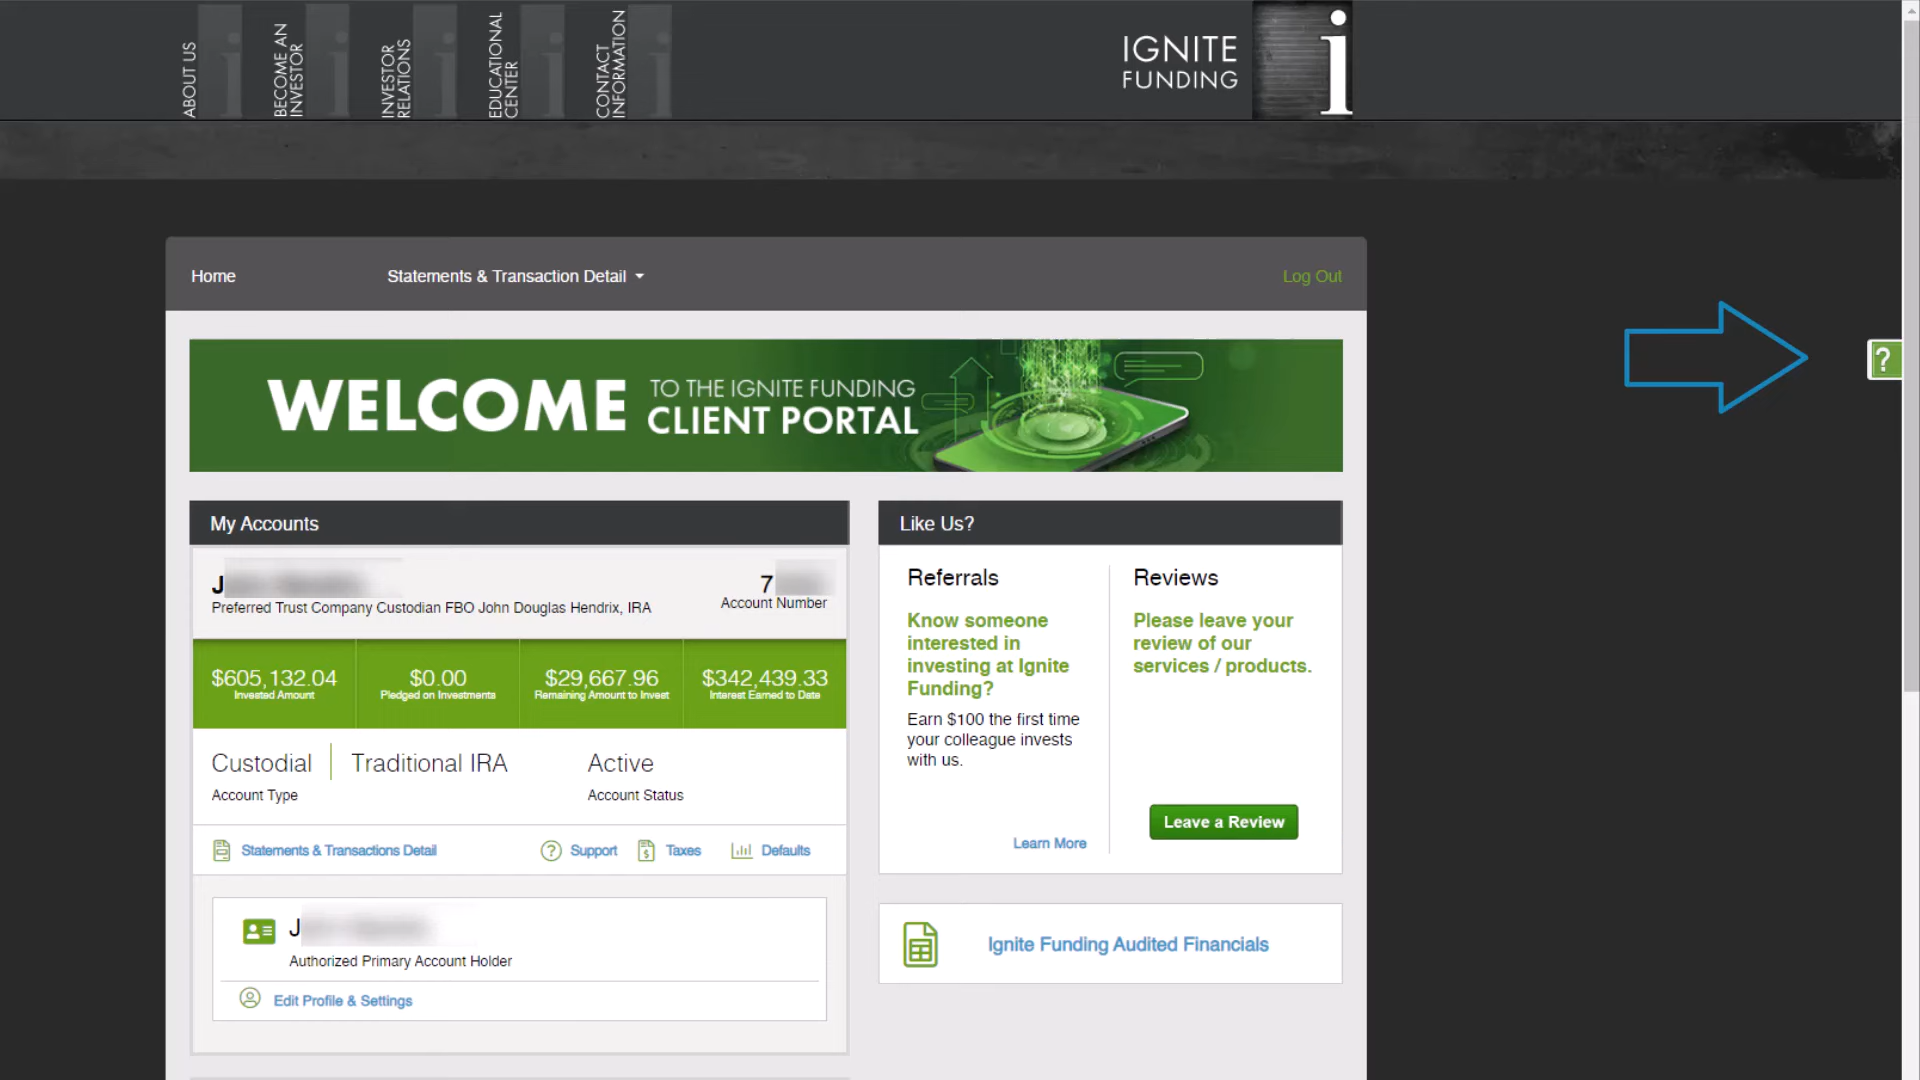 ABOUT US
BECOME AN
INVESTOR
INVESTOR
RELATIONS
EDUCATIONAL
CENTER
CONTACT
INFORMATION
IGNITE
FUNDING
i
Home
Statements & Transaction Detail
Log Out
?
WELCOME TO THE IGNITE FUNDING
CLIENT PORTAL
My Accounts
J
7
Preferred Trust Company Custodian FBO John Douglas Hendrix, IRA
Account Number
$605,132.04
Invested Amount
$0.00
Pledged on Investments
$29,667.96
Remaining Amount to Invest
$342,439.33
Interest Earned to Date
Custodial
Account Type
Traditional IRA
Active
Account Status
Statements & Transactions Detail
? Support
$ Taxes
Defaults
J
Authorized Primary Account Holder
Edit Profile & Settings
Like Us?
Referrals
Know someone
interested in
investing at Ignite
Funding?
Earn $100 the first time
your colleague invests
with us.
Learn More
Reviews
Please leave your
review of our
services / products.
Leave a Review
Ignite Funding Audited Financials